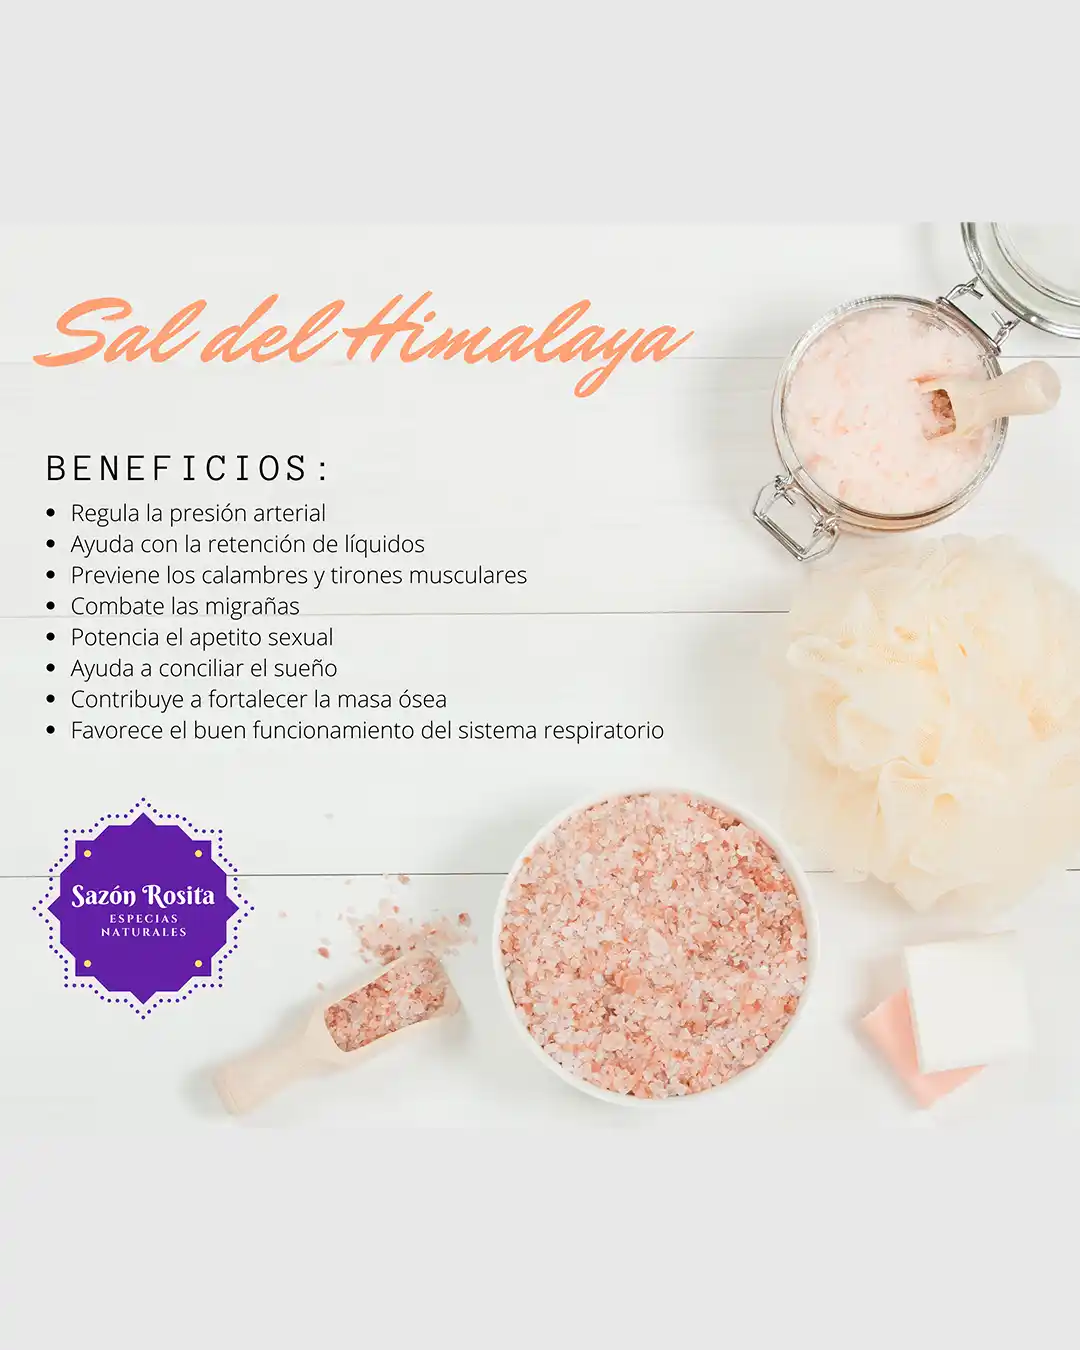 Sal del Himalaya
BENEFICIOS:
• Regula la presión arterial
• Ayuda con la retención de líquidos
• Previene los calambres y tirones musculares
• Combate las migrañas
• Potencia el apetito sexual
• Ayuda a conciliar el sueño
• Contribuye a fortalecer la masa ósea
• Favorece el buen funcionamiento del sistema respiratorio
Sazón Rosita
ESPECIAS
NATURALES